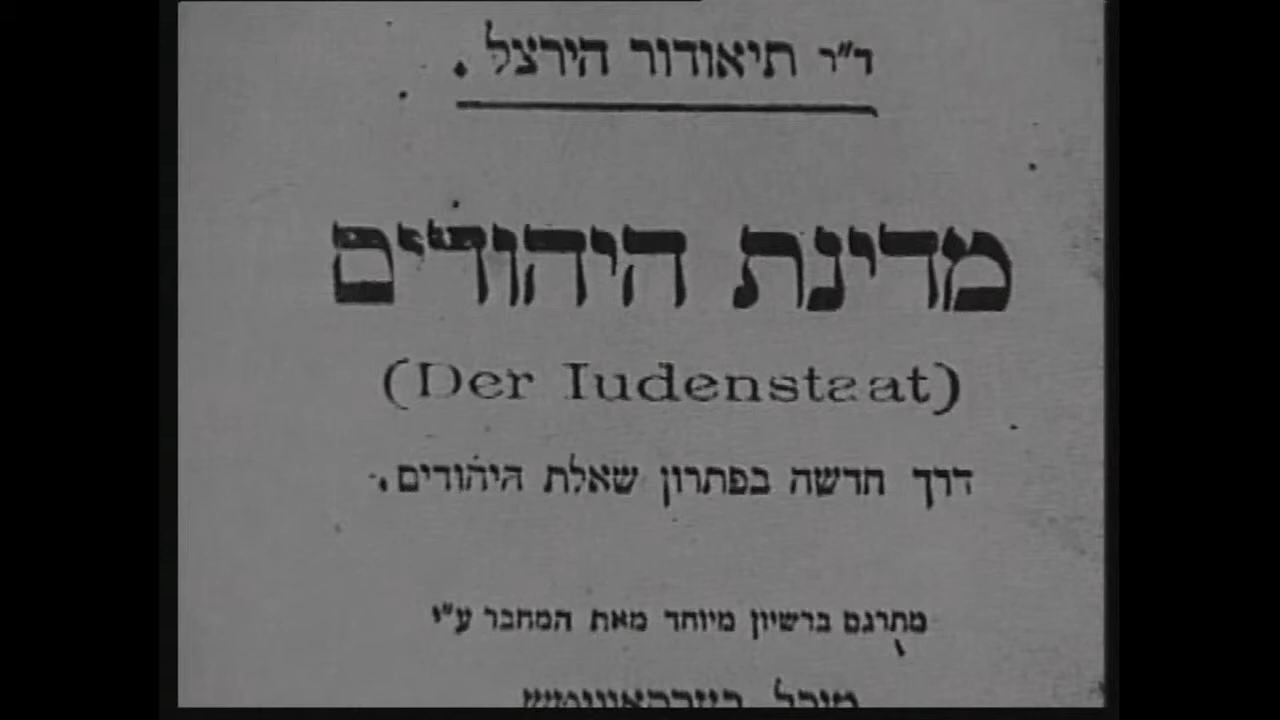 ד״ר תיאודור הירצל.
מדינת היהודים
(Der Iudenstaat)
דרך חדשה בפתרון שאלת היהודים.
מתרגם ברשיון מיוחד מאת המחבר ע״י